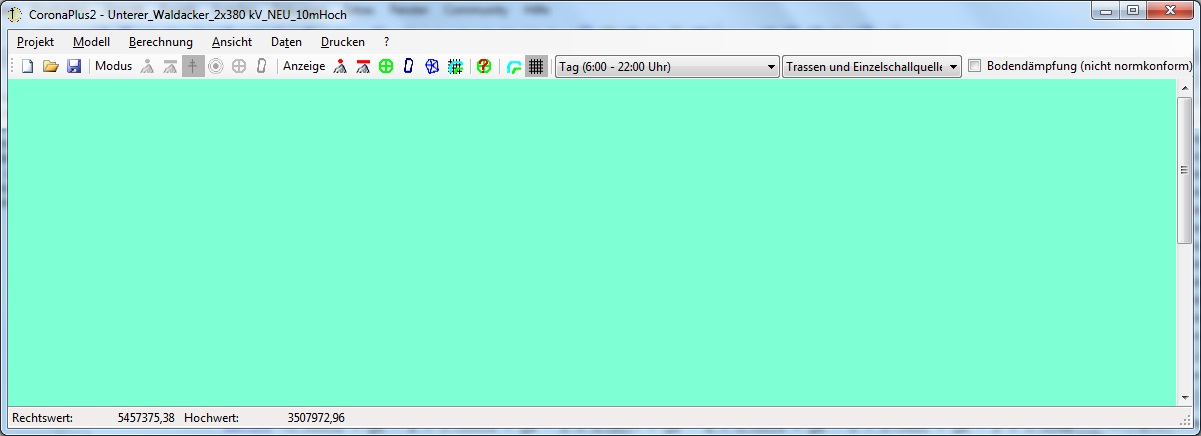 CoronaPlus2 - Unterer_Waldacker_2x380 kV_NEU_10mHoch
Projekt Modell Berechnung Ansicht Daten Drucken ?
Modus Anzeige Tag (6:00 - 22:00 Uhr) Trassen und Einzelschallquelle Bodendämpfung (nicht normkonform)
Rechtswert: 5457375,38 Hochwert: 3507972,96